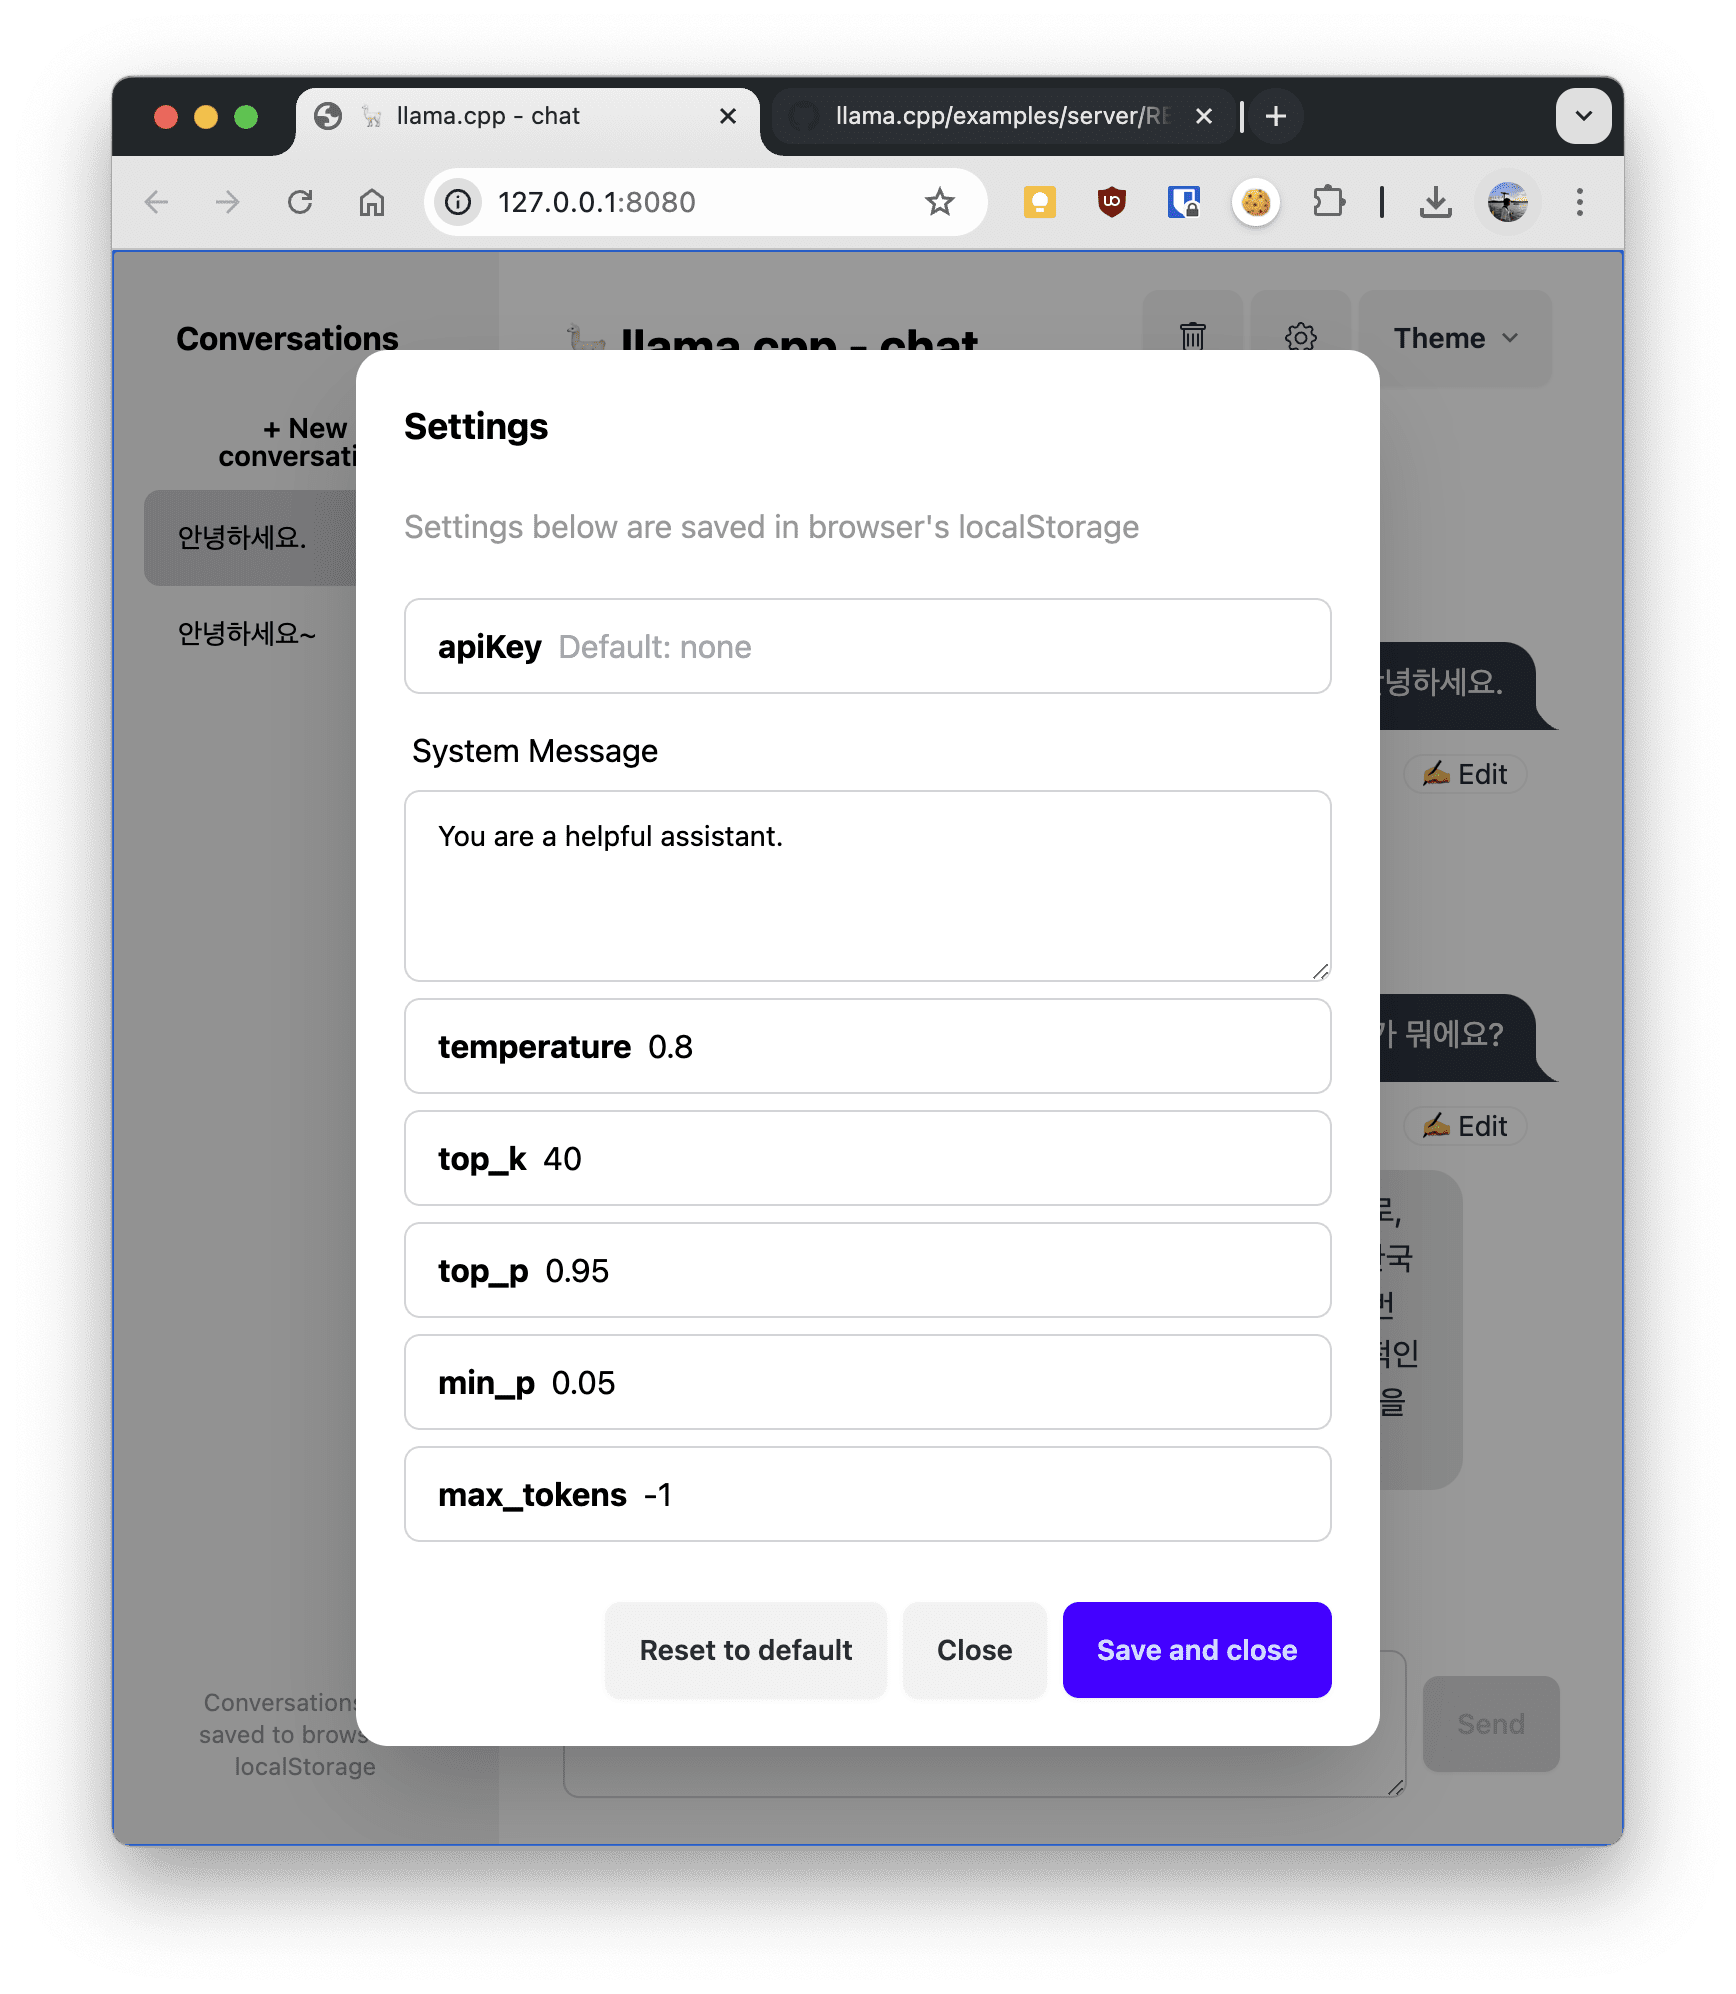 llama.cpp - chat
llama.cpp/examples/server/RE
127.0.0.1:8080
Conversations
llama.cpp - chat
Theme
+ New
conversati
안녕하세요.
안녕하세요~
Settings
Settings below are saved in browser's localStorage
apiKey Default: none
System Message
You are a helpful assistant.
temperature 0.8
top_k 40
top_p 0.95
min_p 0.05
max_tokens -1
Reset to default
Close
Save and close
녕하세요.
Edit
가 뭐에요?
Edit
로,
국
번
적인
을
Conversations
saved to brows
localStorage
Send